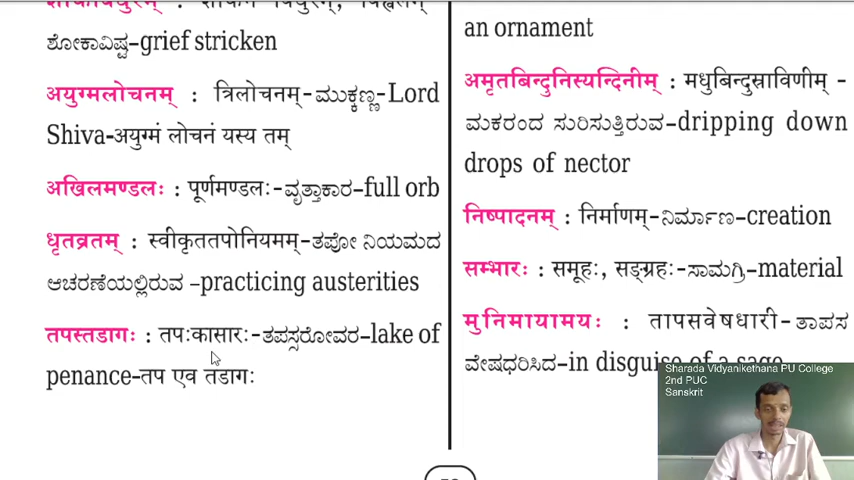 ಶೋಕಾವಿಷ್ಟ–grief stricken
अयुग्मलोचनम् : त्रिलोचनम्-ಮುಕ್ಕಣ್ಣ-Lord
Shiva-अयुग्मं लोचनं यस्य तम्
अखिलमण्डलः : पूर्णमण्डलः-ವೃತ್ತಾಕಾರ-full orb
धृतव्रतम् : स्वीकृततपोनियमम्-ತಪೋ ನಿಯಮದ
ಆಚರಣೆಯಲ್ಲಿರುವ –practicing austerities
तपस्तडागः : तपःकासारः-ತಪಸ್ಸರೋವರ–lake of
penance-तप एव तडागः
an ornament
अमृतबिन्दुनिस्यन्दिनीम् : मधुबिन्दुस्राविणीम् -
ಮಕರಂದ ಸುರಿಸುತ್ತಿರುವ–dripping down
drops of nector
निष्पादनम् : निर्माणम्-ನಿರ್ಮಾಣ–creation
सम्भारः : समूहः, सङ्ग्रहः-ಸಾಮಗ್ರಿ–material
मुनिमायामयः : तापसवेषधारी-ತಾಪಸ
ವೇಷಧರಿಸಿದ–in disguise of a sage
Sharada Vidyanikethana PU College
2nd PUC
Sanskrit